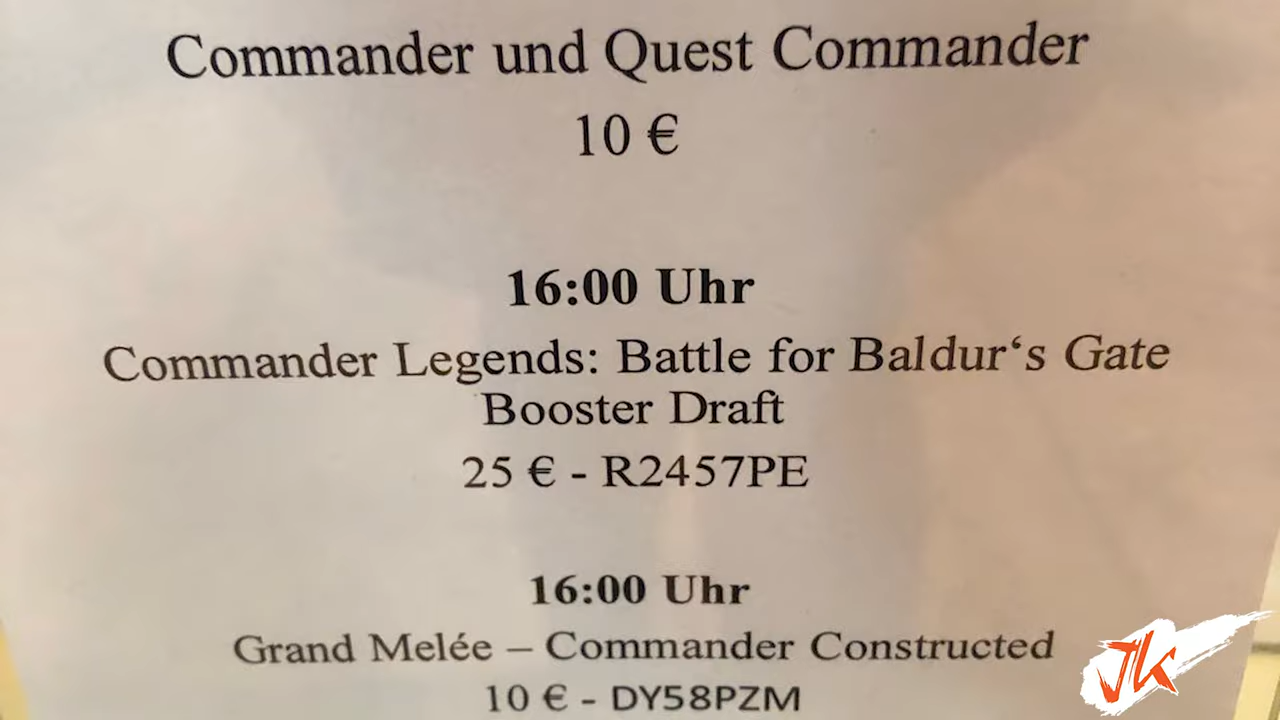 Commander und Quest Commander
10 €
16:00 Uhr
Commander Legends: Battle for Baldur‘s Gate
Booster Draft
25 € - R2457PE
16:00 Uhr
Grand Melée – Commander Constructed
10 € - DY58PZM
JK